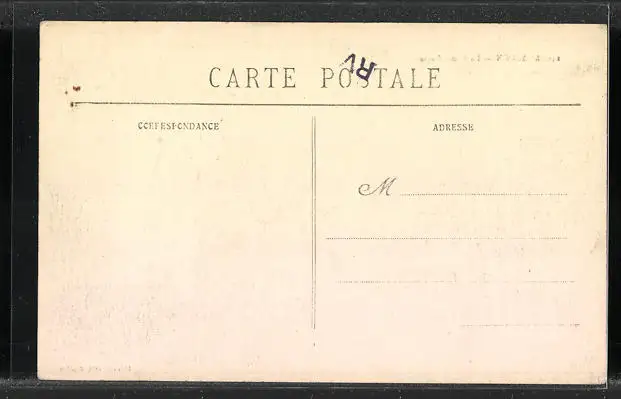 CARTE POSTALE
RV
CORRESPONDANCE
ADRESSE
M